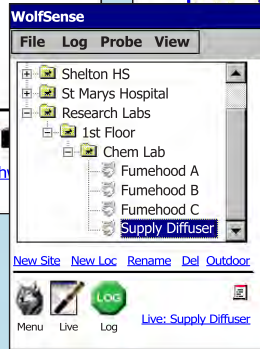 WolfSense
File Log Probe View
Shelton HS
St Marys Hospital
Research Labs
1st Floor
Chem Lab
Fumehood A
Fumehood B
Fumehood C
Supply Diffuser
New Site New Loc Rename Del Outdoor
LOG
Menu Live Log
Live: Supply Diffuser